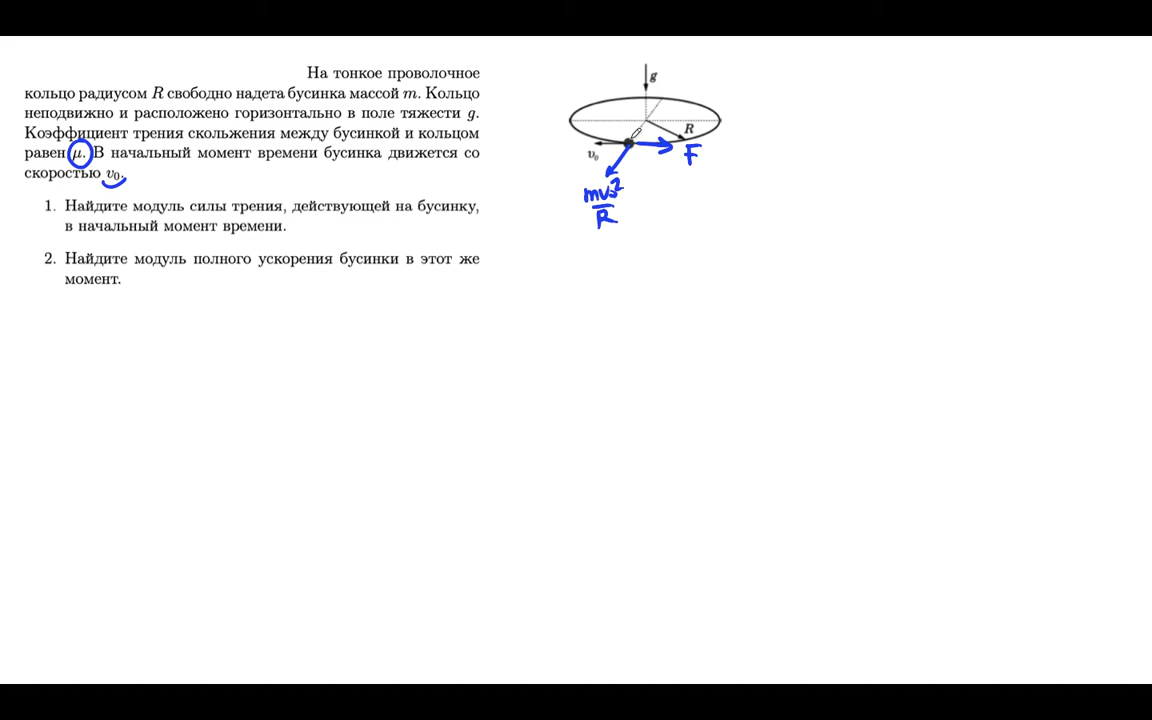 На тонкое проволочное
кольцо радиусом R свободно надета бусинка массой m. Кольцо
неподвижно и расположено горизонтально в поле тяжести g.
Коэффициент трения скольжения между бусинкой и кольцом
равен μ. В начальный момент времени бусинка движется со
скоростью v₀.
1. Найдите модуль силы трения, действующей на бусинку,
в начальный момент времени.
2. Найдите модуль полного ускорения бусинки в этот же
момент.
g
R
v₀
F
mv₀²
R